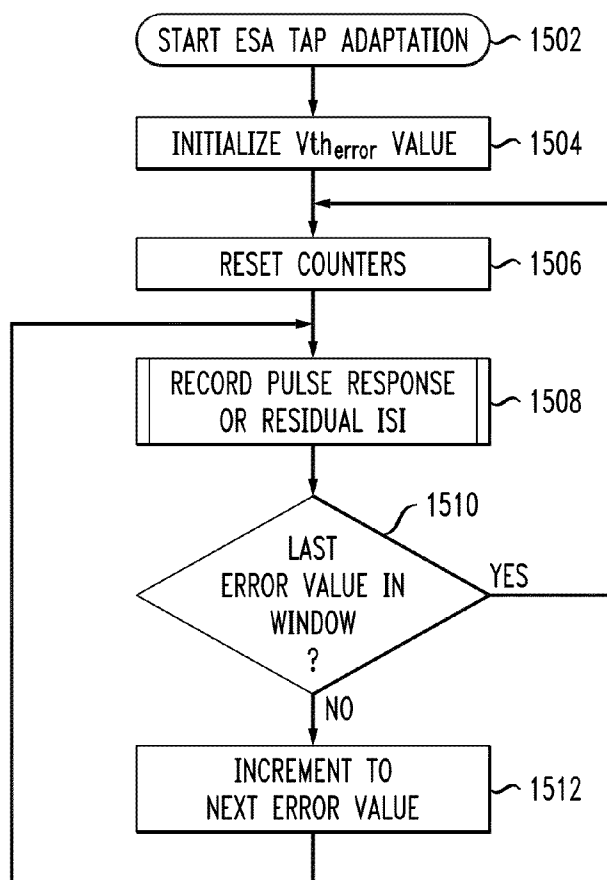 START ESA TAP ADAPTATION 1502
INITIALIZE Vth_error VALUE 1504
RESET COUNTERS 1506
RECORD PULSE RESPONSE
OR RESIDUAL ISI 1508
1510
LAST
ERROR VALUE IN
WINDOW
?
YES
NO
INCREMENT TO
NEXT ERROR VALUE 1512